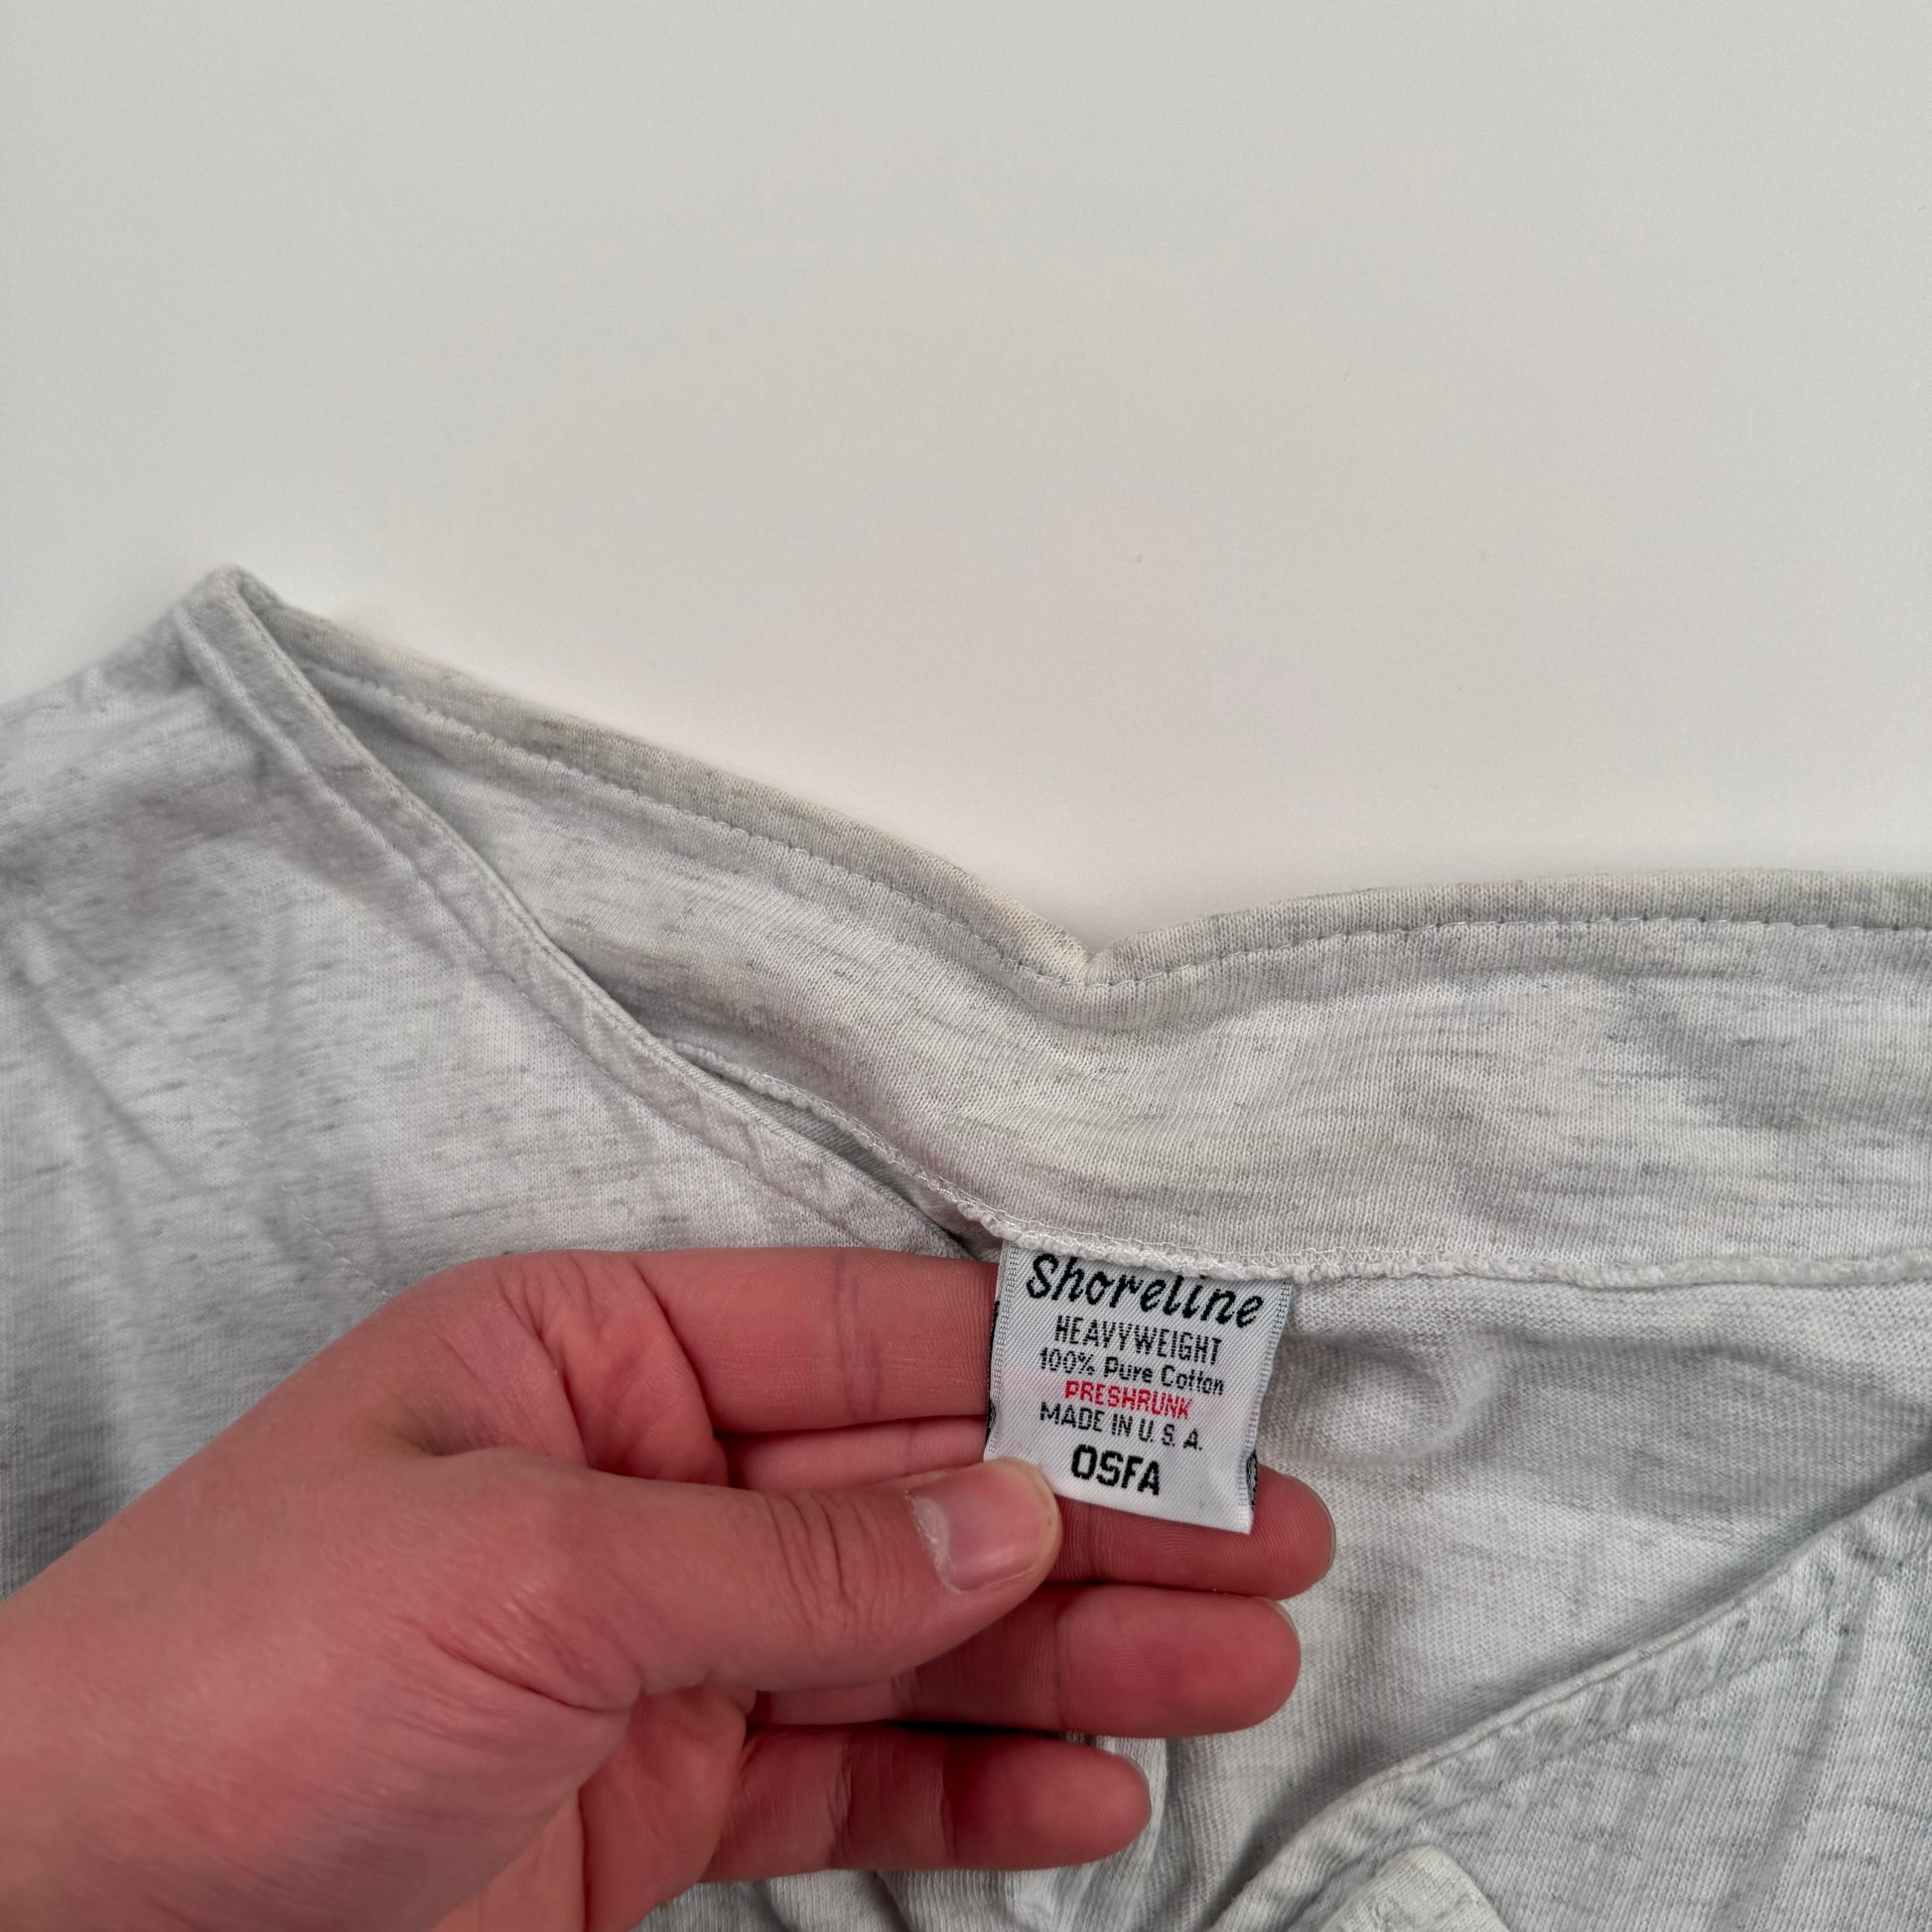 Shoreline
HEAVYWEIGHT
100% Pure Cotton
PRESHRUNK
MADE IN U. S. A.
OSFA